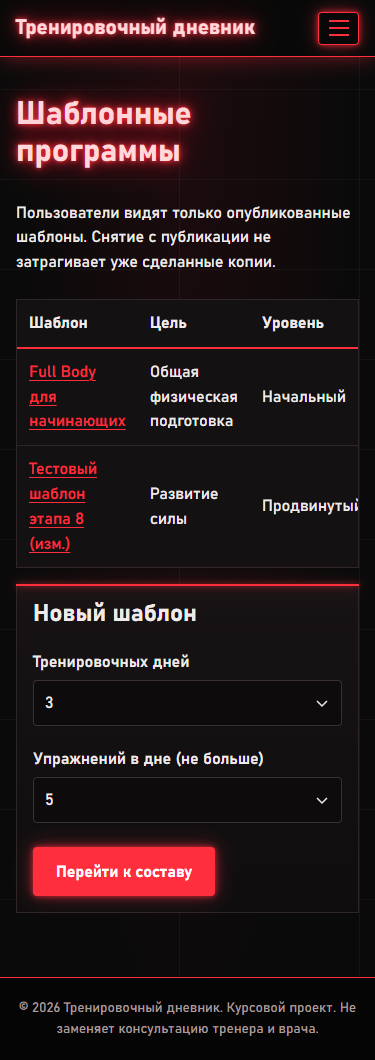 Тренировочный дневник
Шаблонные
программы
Пользователи видят только опубликованные
шаблоны. Снятие с публикации не
затрагивает уже сделанные копии.
Шаблон Цель Уровень
Full Body
для
начинающих
Общая
физическая
подготовка
Начальный
Тестовый
шаблон
этапа 8
(изм.)
Развитие
силы
Продвинутый
Новый шаблон
Тренировочных дней
3
Упражнений в дне (не больше)
5
Перейти к составу
© 2026 Тренировочный дневник. Курсовой проект. Не
заменяет консультацию тренера и врача.